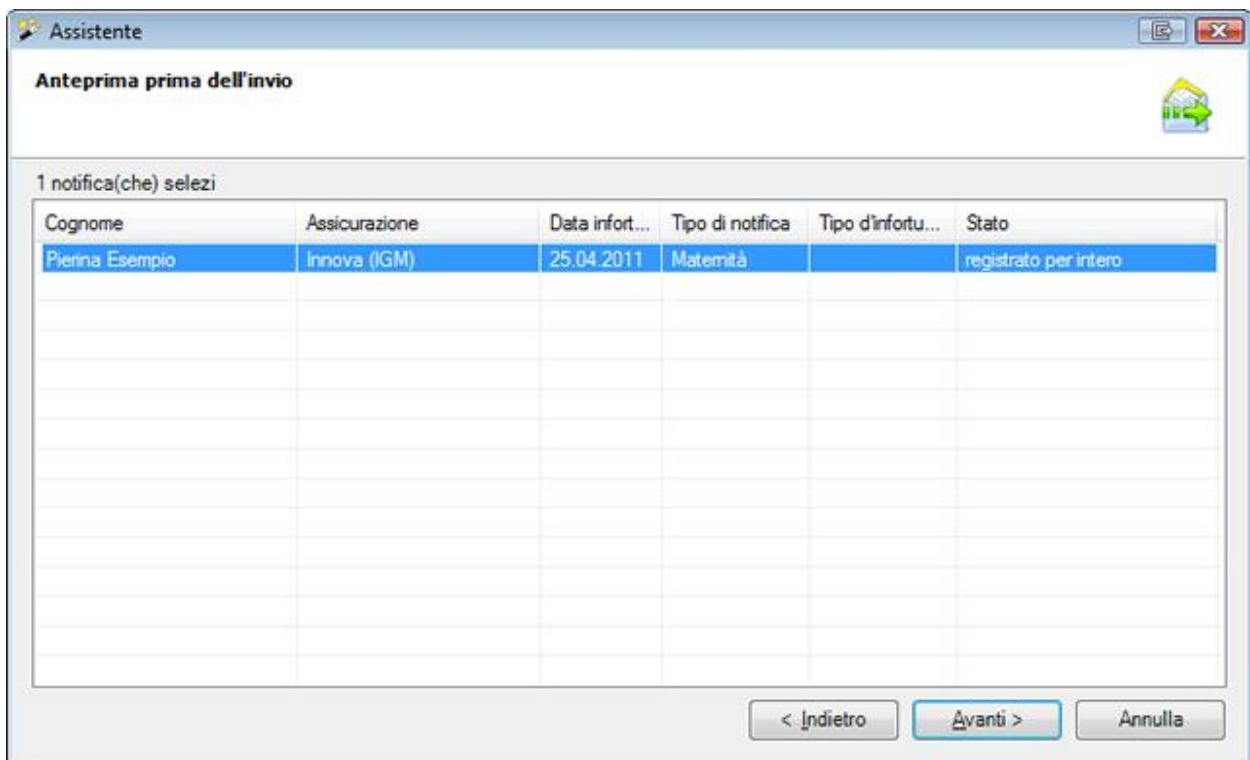 Assistente
Anteprima prima dell'invio
1 notifica(che) selezi
Cognome Assicurazione Data infort... Tipo di notifica Tipo d'infortu... Stato
Pierina Esempio Innova (IGM) 25.04.2011 Maternità registrato per intero
< Indietro Avanti > Annulla